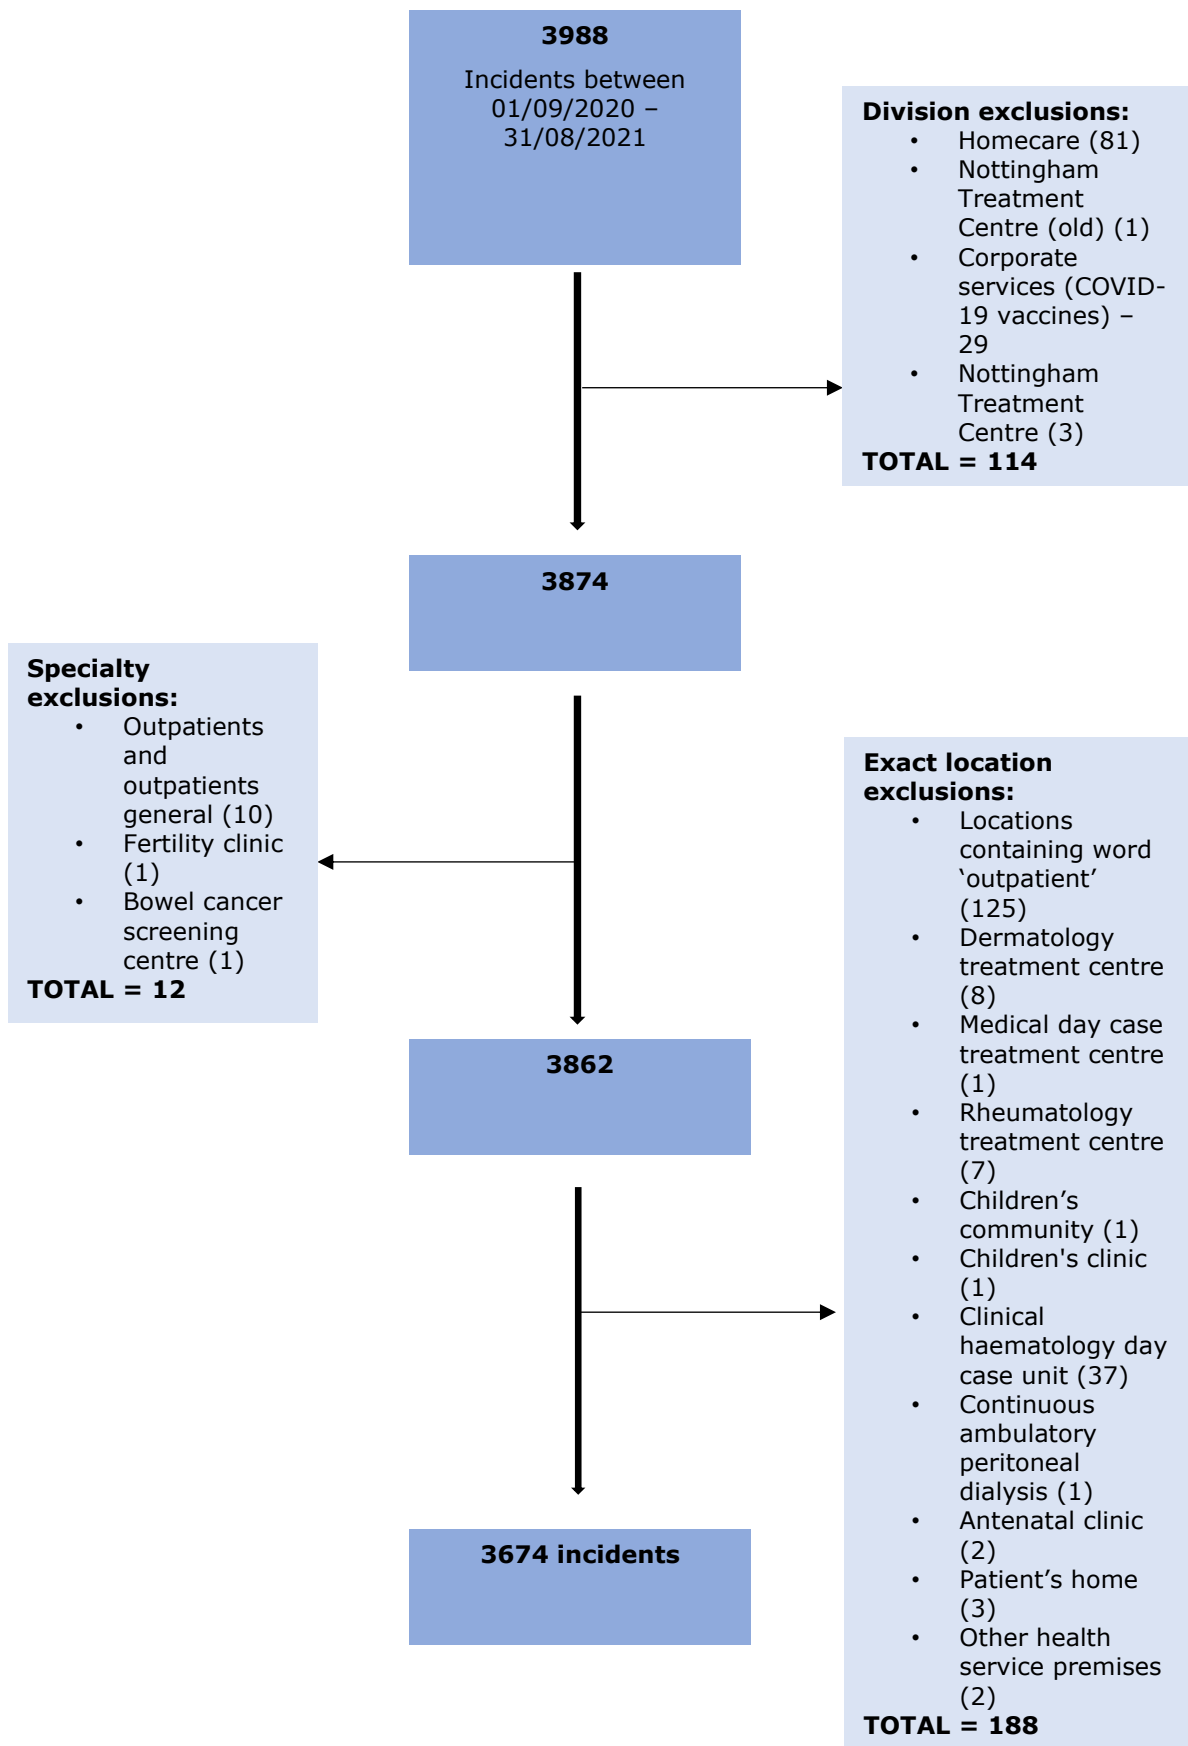 3988
Incidents between
01/09/2020 –
31/08/2021
Division exclusions:
• Homecare (81)
• Nottingham
Treatment
Centre (old) (1)
• Corporate
services (COVID-
19 vaccines) –
29
• Nottingham
Treatment
Centre (3)
TOTAL = 114
3874
Specialty
exclusions:
• Outpatients
and
outpatients
general (10)
• Fertility clinic
(1)
• Bowel cancer
screening
centre (1)
TOTAL = 12
3862
Exact location
exclusions:
• Locations
containing word
‘outpatient’
(125)
• Dermatology
treatment centre
(8)
• Medical day case
treatment centre
(1)
• Rheumatology
treatment centre
(7)
• Children’s
community (1)
• Children's clinic
(1)
• Clinical
haematology day
case unit (37)
• Continuous
ambulatory
peritoneal
dialysis (1)
• Antenatal clinic
(2)
• Patient’s home
(3)
• Other health
service premises
(2)
TOTAL = 188
3674 incidents